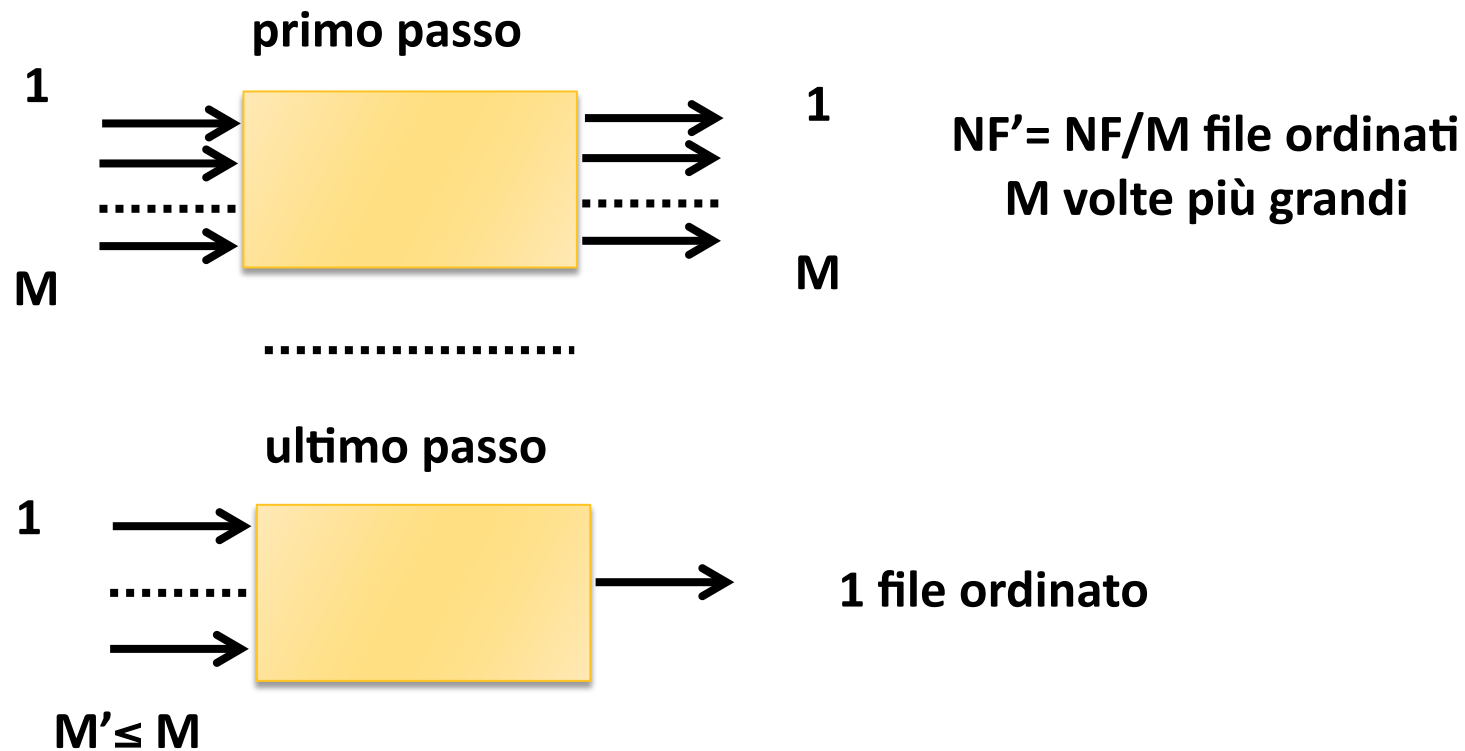 primo passo
1
1
NF’= NF/M file ordinati
M volte più grandi
M
M
ultimo passo
1
1 file ordinato
M’≤ M